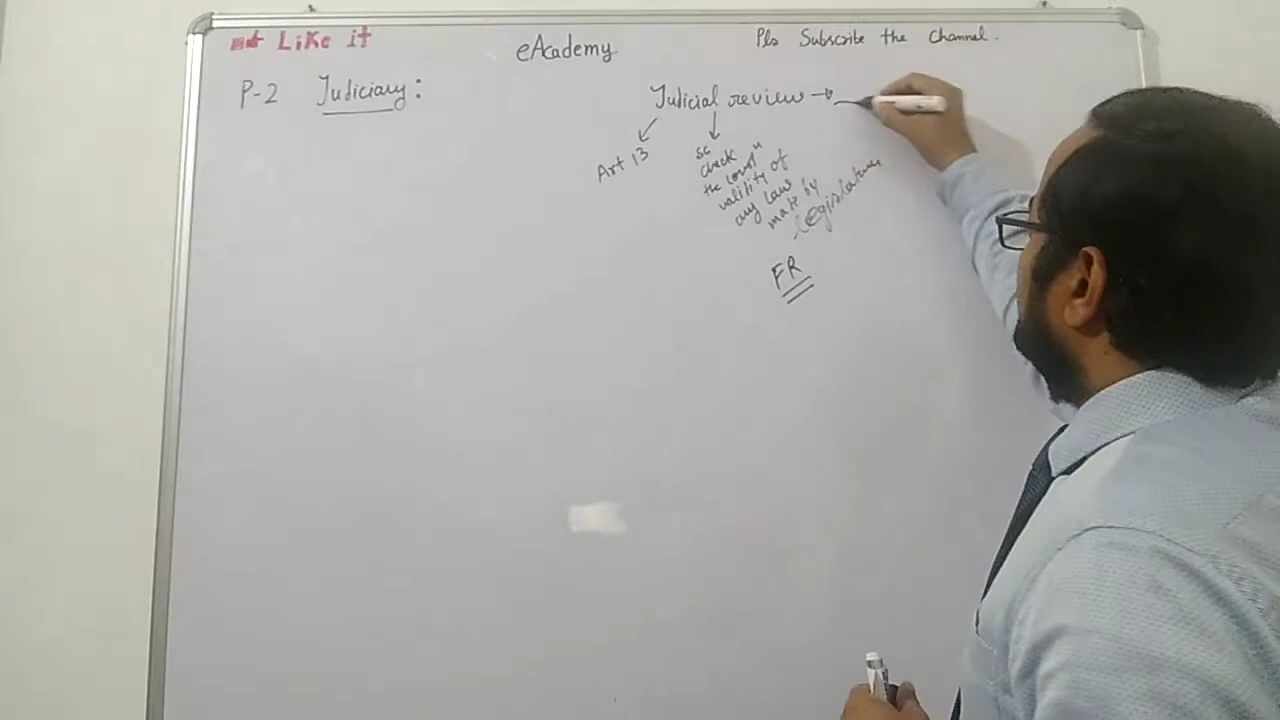 Like it
eAcademy
Pls Subscribe the Channel.
P-2 Judiciary:
Judicial review →
Art 13
SC
check
the const"
validity of
any law
made by
legislature
FR